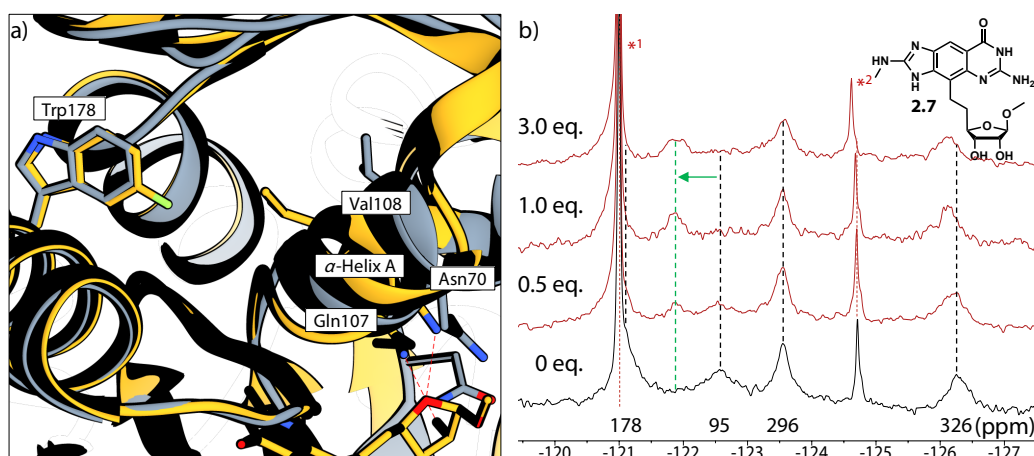 a)
Trp178
Val108
α-Helix A
Asn70
Gln107
b)
*1
*2
O
N
NH
N
H
N
N
NH2
2.7
O
O
OH OH
3.0 eq.
1.0 eq.
0.5 eq.
0 eq.
178 95 296 326 (ppm)
-120 -121 -122 -123 -124 -125 -126 -127